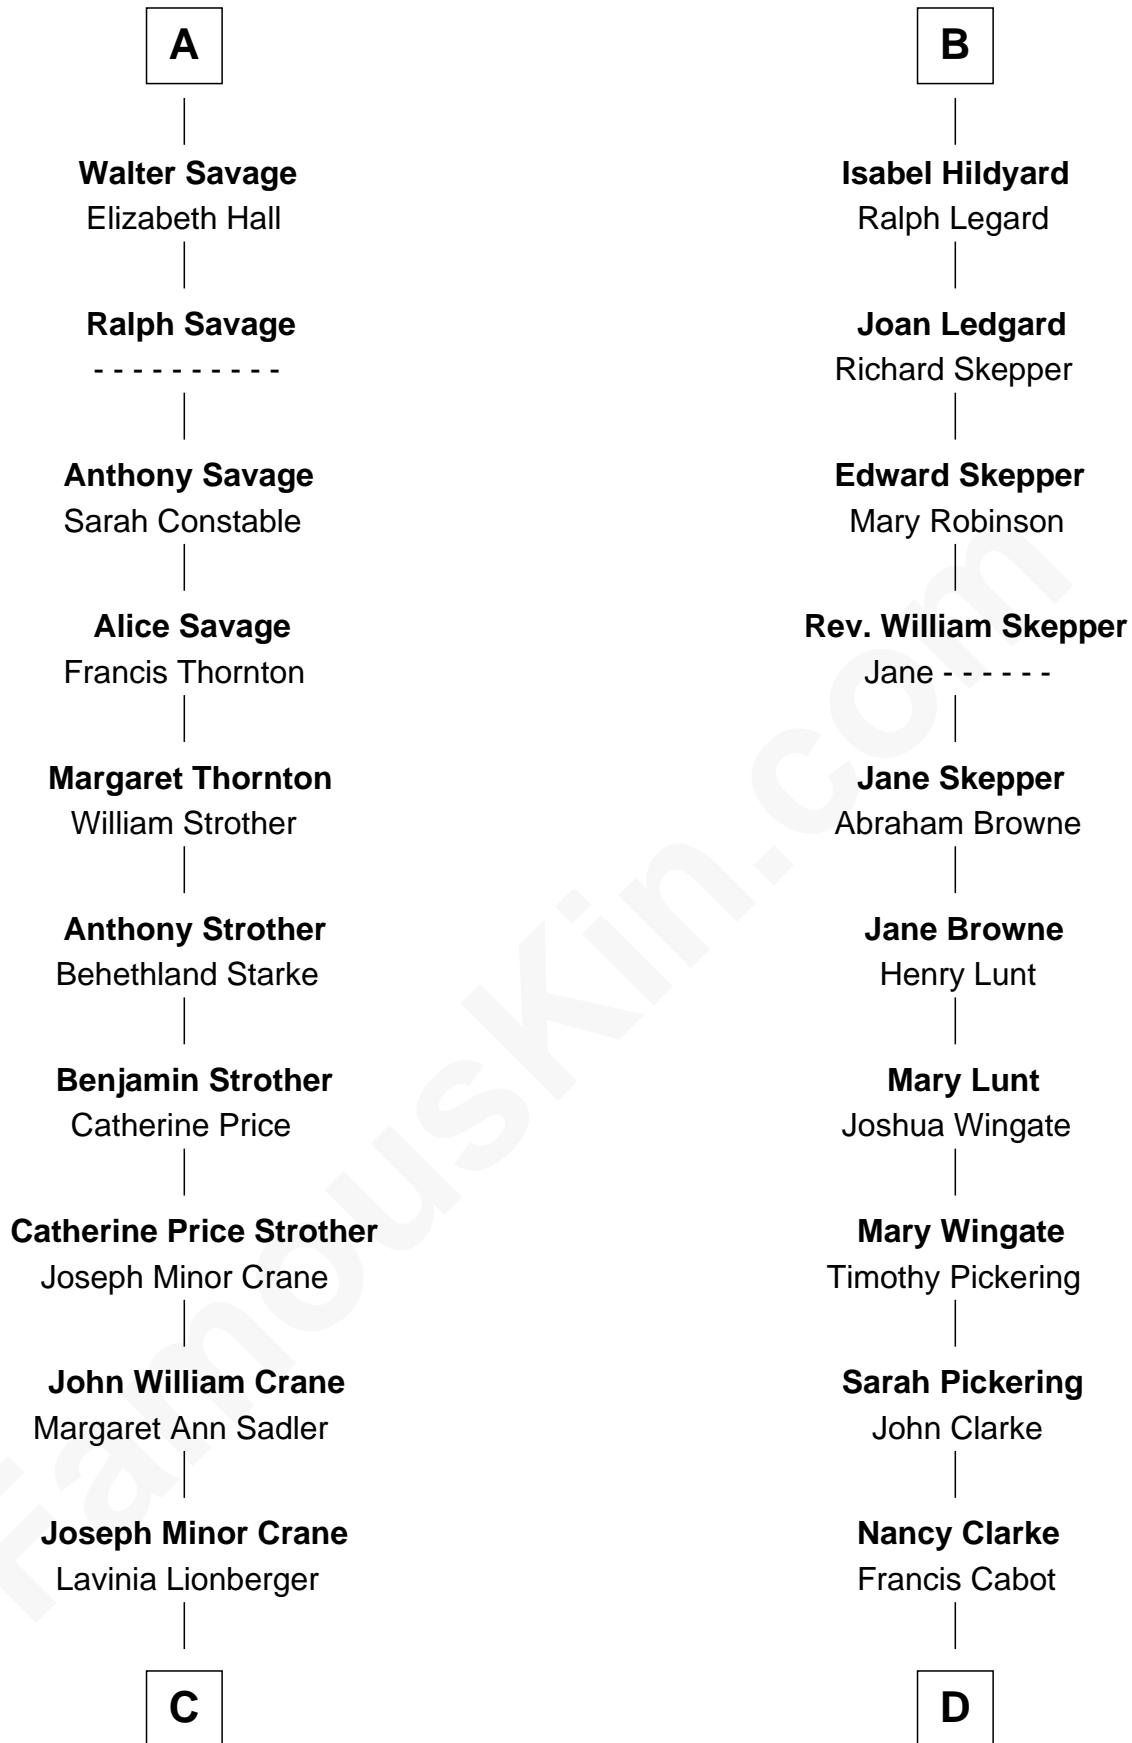 A
Walter Savage
Elizabeth Hall
Ralph Savage
- - - - - - - - - -
Anthony Savage
Sarah Constable
Alice Savage
Francis Thornton
Margaret Thornton
William Strother
Anthony Strother
Behethland Starke
Benjamin Strother
Catherine Price
Catherine Price Strother
Joseph Minor Crane
John William Crane
Margaret Ann Sadler
Joseph Minor Crane
Lavinia Lionberger
C
B
Isabel Hildyard
Ralph Legard
Joan Ledgard
Richard Skepper
Edward Skepper
Mary Robinson
Rev. William Skepper
Jane - - - - - -
Jane Skepper
Abraham Browne
Jane Browne
Henry Lunt
Mary Lunt
Joshua Wingate
Mary Wingate
Timothy Pickering
Sarah Pickering
John Clarke
Nancy Clarke
Francis Cabot
D
FamousKin.com